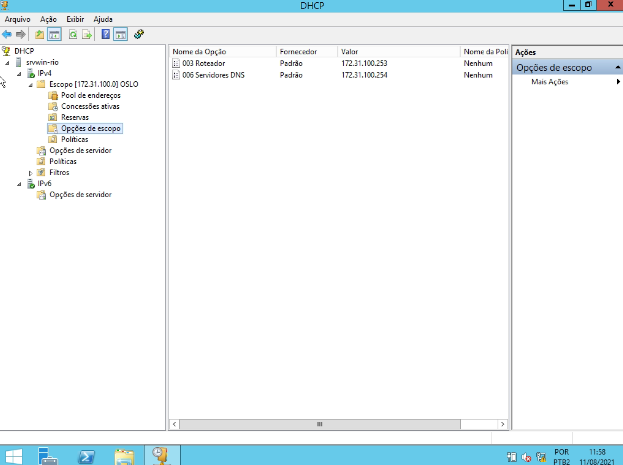 DHCP
Arquivo Ação Exibir Ajuda
DHCP
srvwin-rio
IPv4
Escopo [172.31.100.0] OSLO
Pool de endereços
Concessões ativas
Reservas
Opções de escopo
Políticas
Opções de servidor
Políticas
Filtros
IPv6
Opções de servidor
Nome da Opção Fornecedor Valor Nome da Polí
003 Roteador Padrão 172.31.100.253 Nenhum
006 Servidores DNS Padrão 172.31.100.254 Nenhum
Ações
Opções de escopo
Mais Ações
POR 11:58
PTB2 11/08/2021